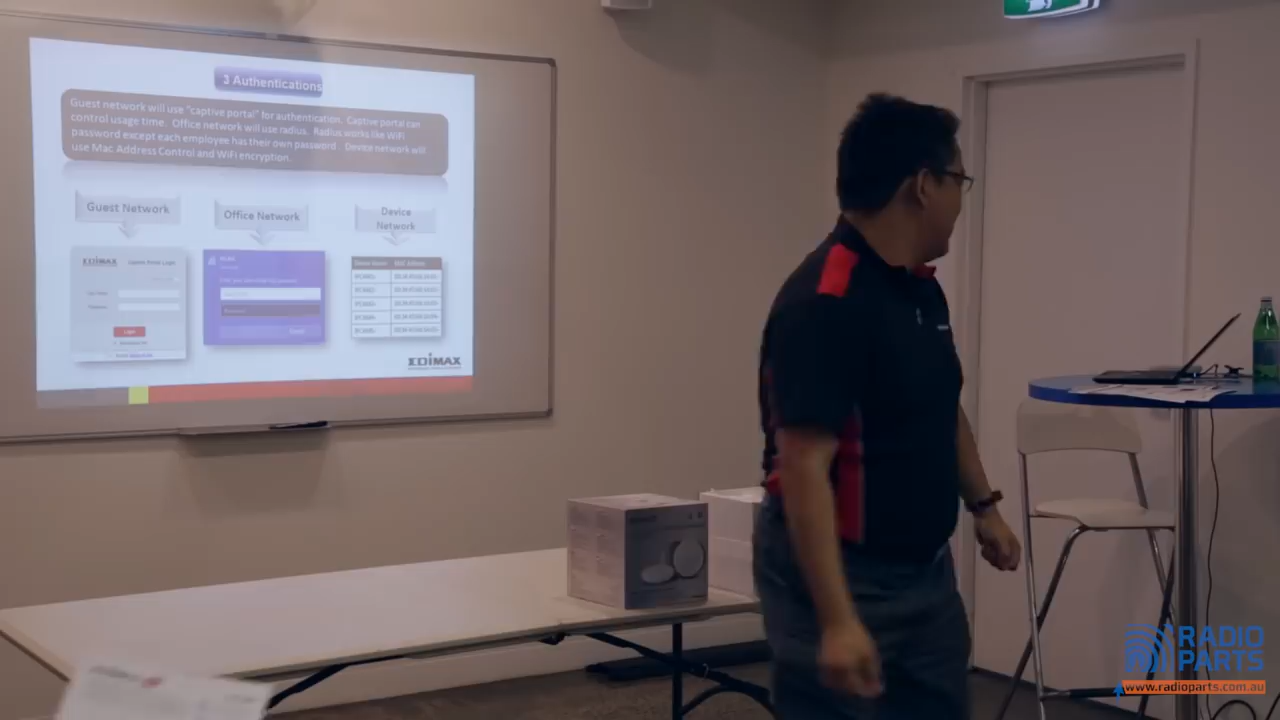 3 Authentications
Guest network will use "captive portal" for authentication. Captive portal can
control usage time. Office network will use radius. Radius works like WiFi
password except each employee has their own password. Device network will
use Mac Address Control and WiFi encryption.
Guest Network
Office Network
Device
Network
EDIMAX
Login
EDIMAX
RADIO
PARTS
www.radioparts.com.au